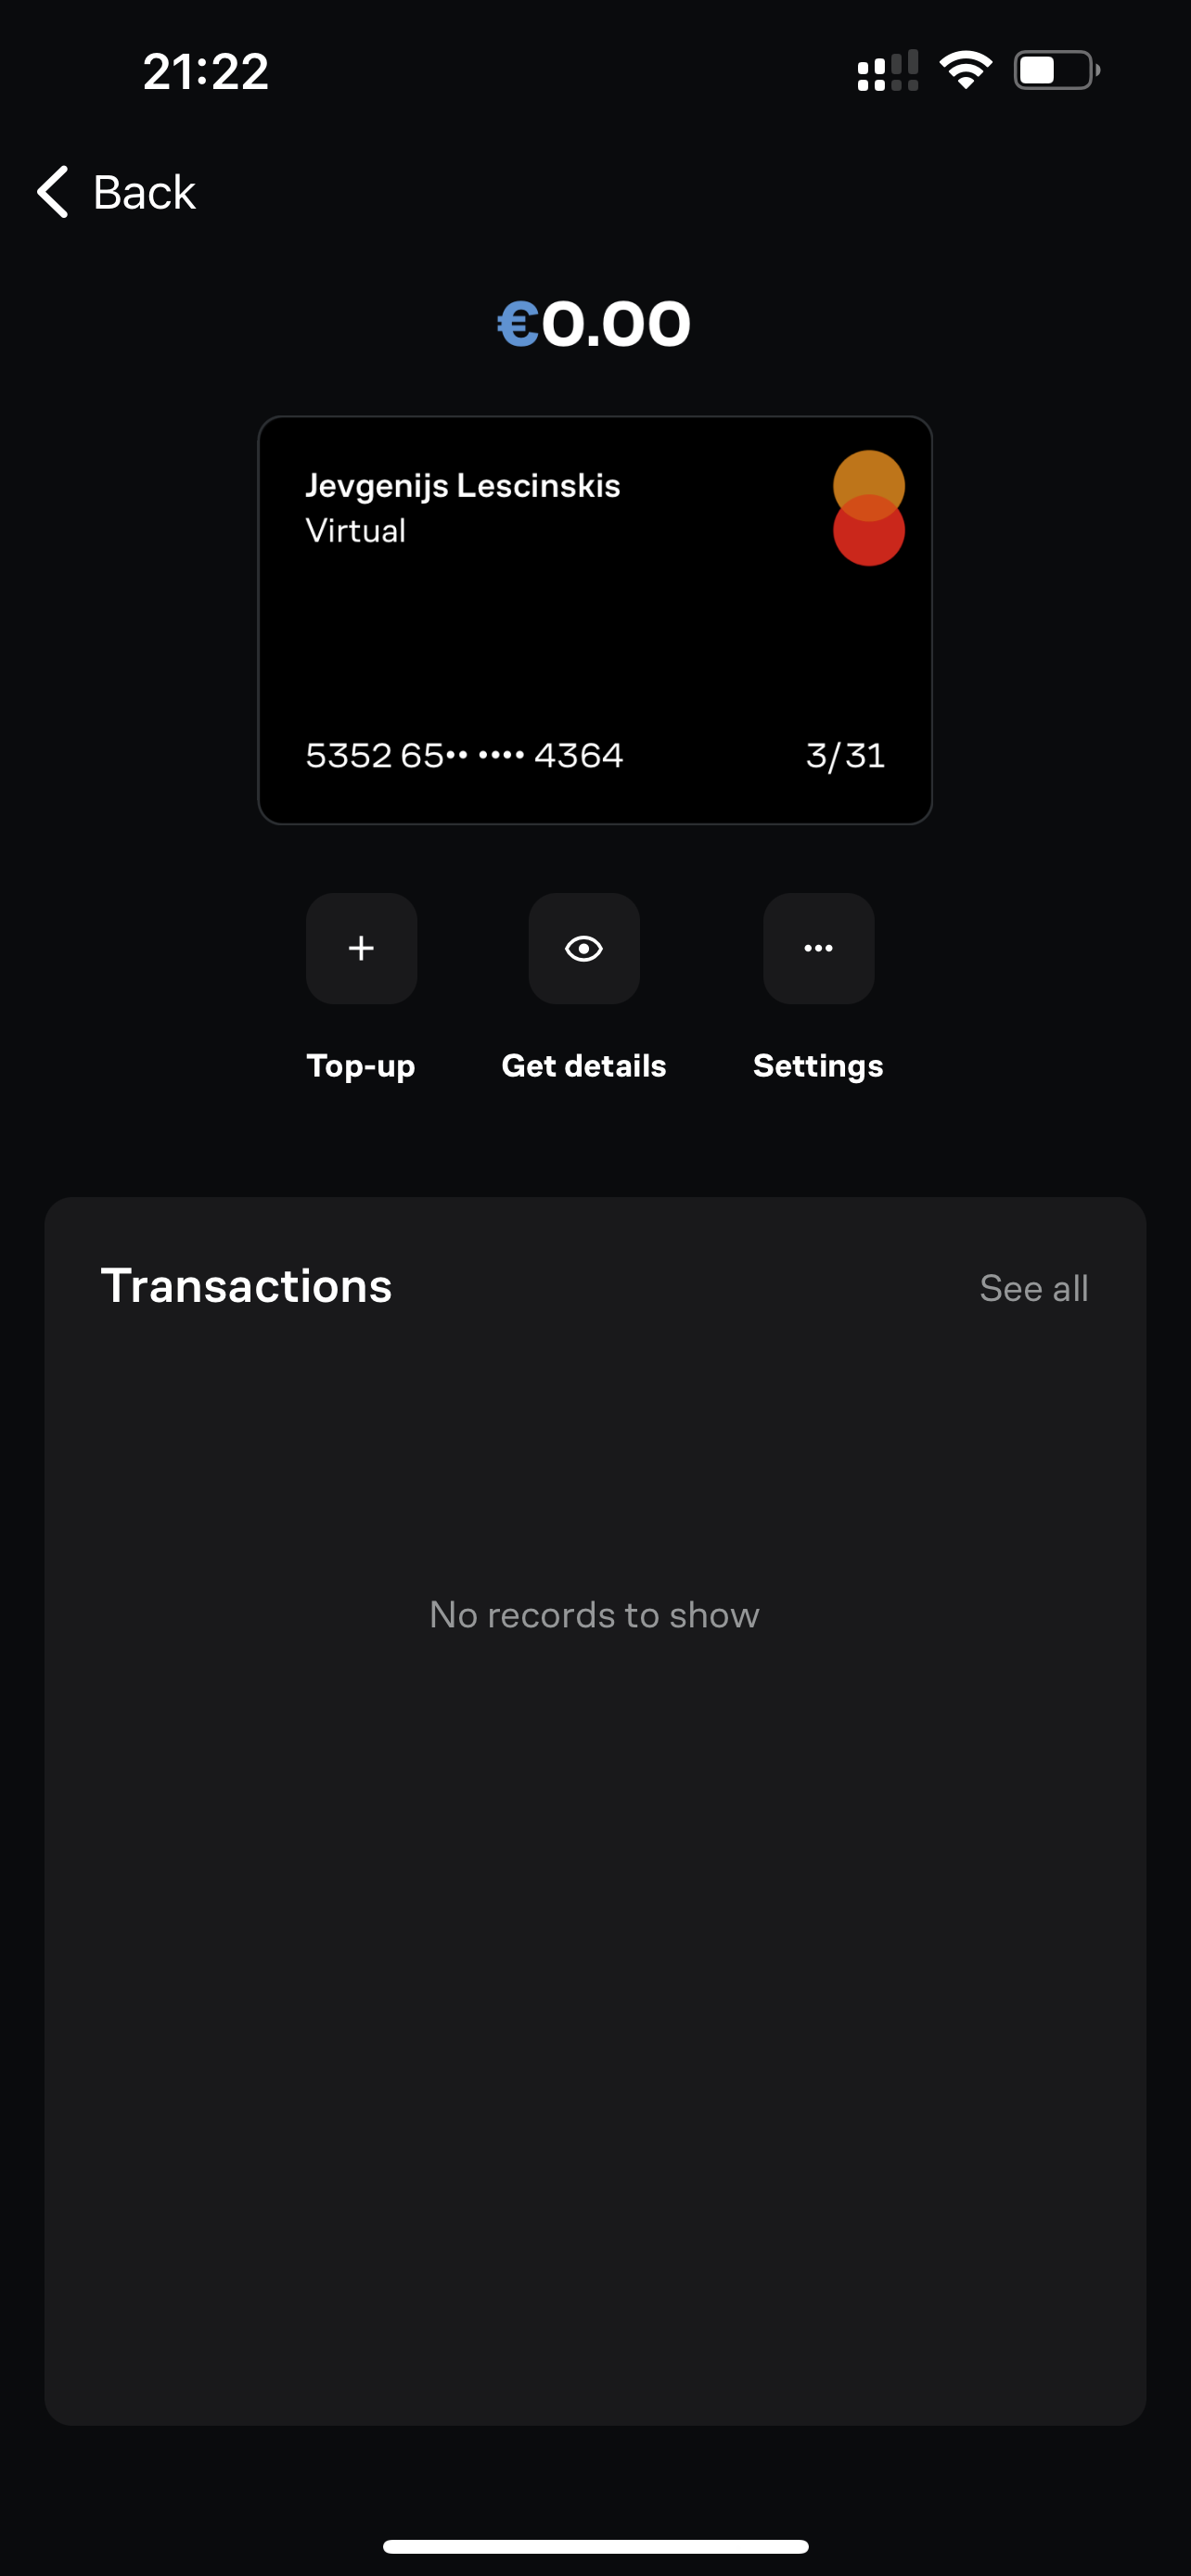 21:22
Back
€0.00
Jevgenijs Lescinskis
Virtual
5352 65•• •••• 4364 3/31
Top-up Get details Settings
Transactions See all
No records to show